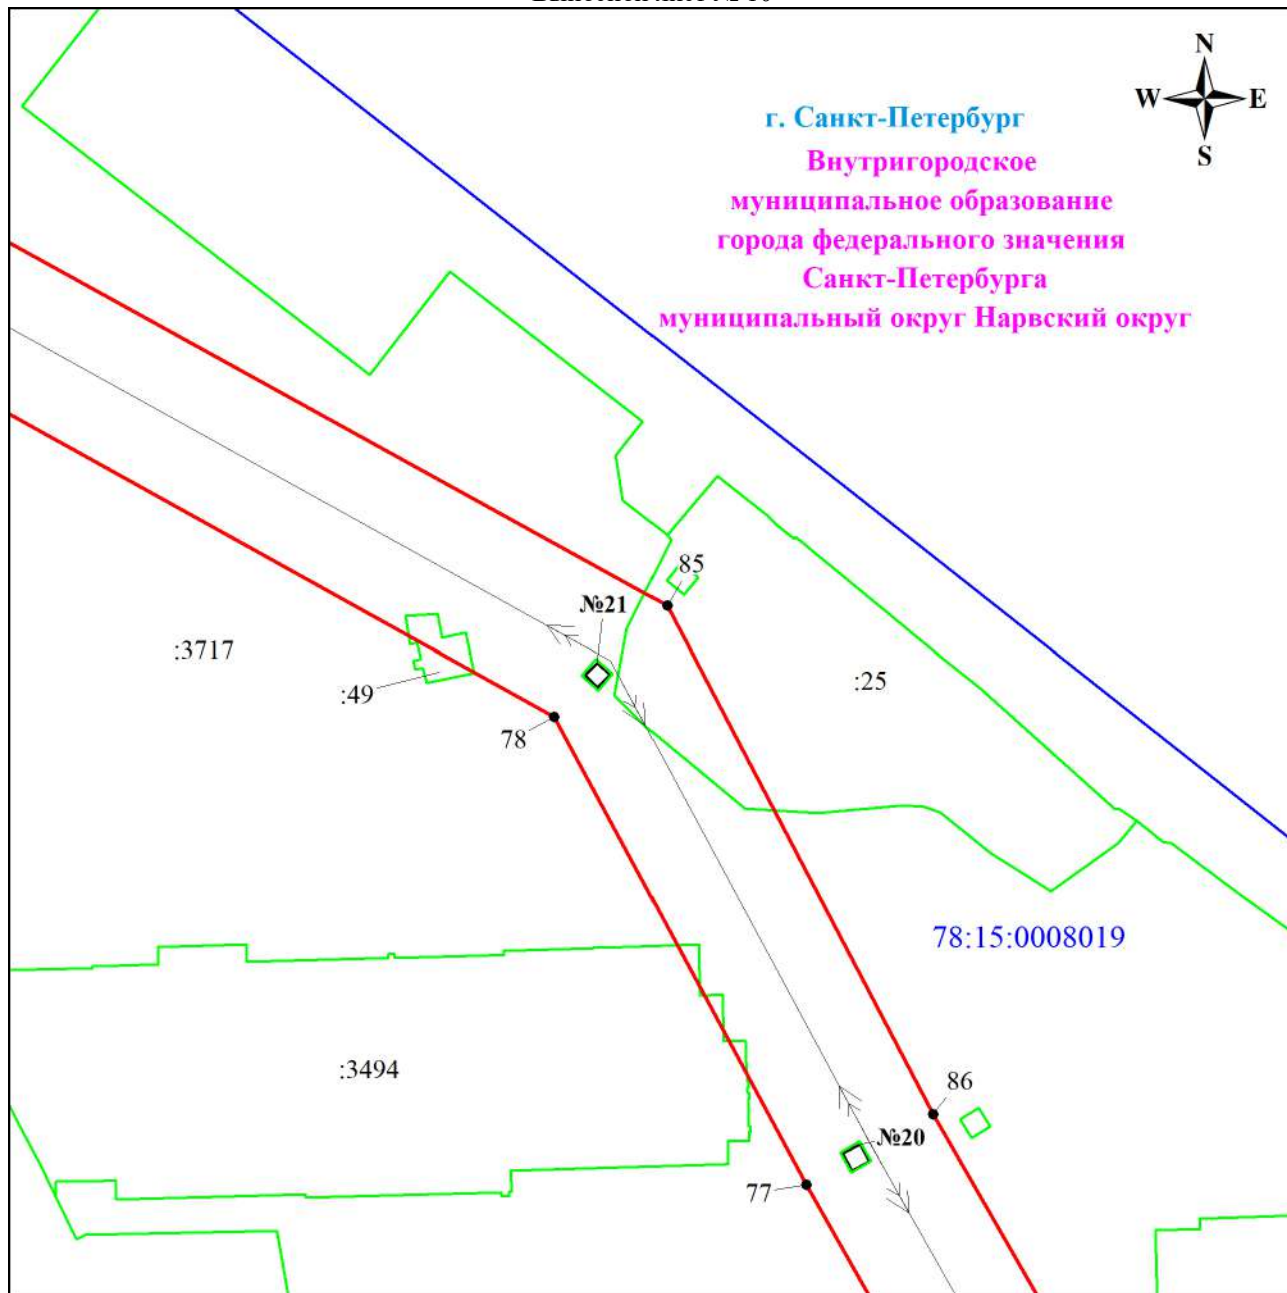 N
W E
S
г. Санкт-Петербург
Внутригородское
муниципальное образование
города федерального значения
Санкт-Петербурга
муниципальный округ Нарвский округ
85
№21
:3717
:49
:25
78
78:15:0008019
:3494
86
№20
77